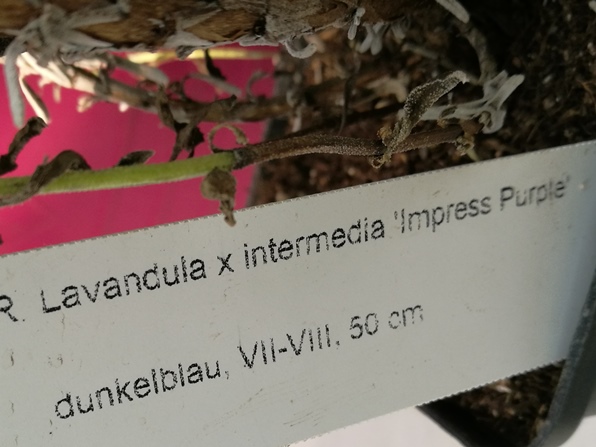 R. Lavandula x intermedia 'Impress Purple'
dunkelblau, VII-VIII, 50 cm